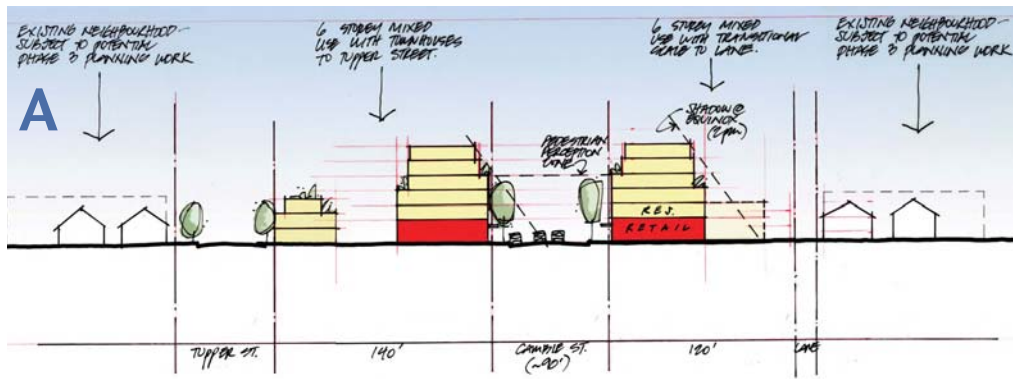 EXISTING NEIGHBOURHOOD -
SUBJECT TO POTENTIAL
PHASE 3 PLANNING WORK
6 STOREY MIXED
USE WITH TOWNHOUSES
TO TUPPER STREET.
6 STOREY MIXED
USE WITH TRANSITIONAL
SCALE TO LANE.
EXISTING NEIGHBOURHOOD -
SUBJECT TO POTENTIAL
PHASE 3 PLANNING WORK
A
SHADOW @
EQUINOX
(2pm)
PEDESTRIAN
PERCEPTION
ZONE
RES.
RETAIL
TUPPER ST.
140'
CAMBIE ST.
(~90')
120'
LANE